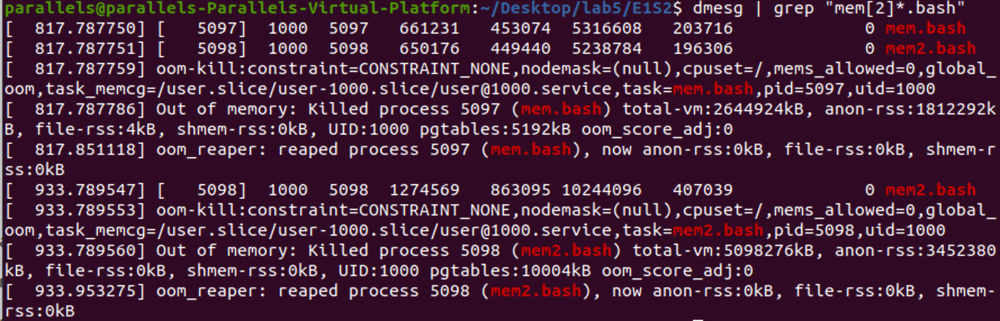 parallels@parallels-Parallels-Virtual-Platform:~/Desktop/lab5/E1S2$ dmesg | grep "mem[2]*.bash"
[  817.787750] [   5097]  1000  5097   661231   453074  5316608   203716             0 mem.bash
[  817.787751] [   5098]  1000  5098   650176   449440  5238784   196306             0 mem2.bash
[  817.787759] oom-kill:constraint=CONSTRAINT_NONE,nodemask=(null),cpuset=/,mems_allowed=0,global_
oom,task_memcg=/user.slice/user-1000.slice/user@1000.service,task=mem.bash,pid=5097,uid=1000
[  817.787786] Out of memory: Killed process 5097 (mem.bash) total-vm:2644924kB, anon-rss:1812292k
B, file-rss:4kB, shmem-rss:0kB, UID:1000 pgtables:5192kB oom_score_adj:0
[  817.851118] oom_reaper: reaped process 5097 (mem.bash), now anon-rss:0kB, file-rss:0kB, shmem-r
ss:0kB
[  933.789547] [   5098]  1000  5098  1274569   863095 10244096   407039             0 mem2.bash
[  933.789553] oom-kill:constraint=CONSTRAINT_NONE,nodemask=(null),cpuset=/,mems_allowed=0,global_
oom,task_memcg=/user.slice/user-1000.slice/user@1000.service,task=mem2.bash,pid=5098,uid=1000
[  933.789560] Out of memory: Killed process 5098 (mem2.bash) total-vm:5098276kB, anon-rss:3452380
kB, file-rss:0kB, shmem-rss:0kB, UID:1000 pgtables:10004kB oom_score_adj:0
[  933.953275] oom_reaper: reaped process 5098 (mem2.bash), now anon-rss:0kB, file-rss:0kB, shmem-
rss:0kB